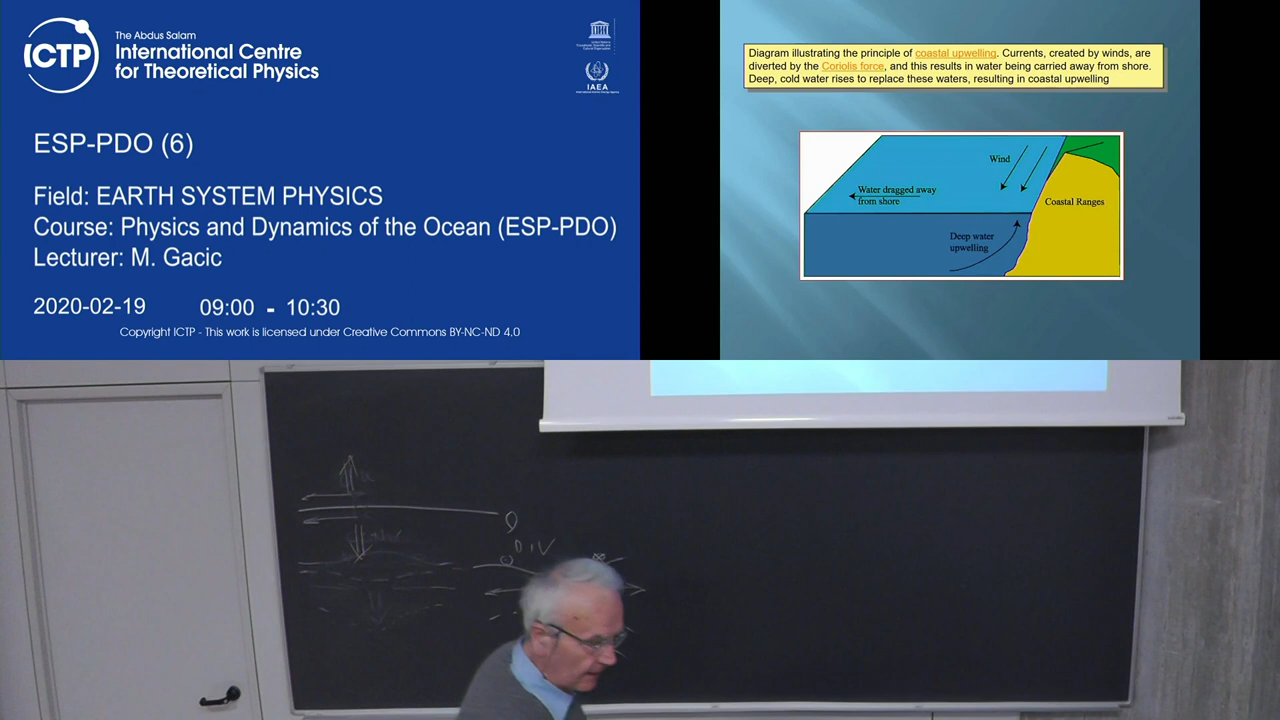 ICTP
The Abdus Salam
International Centre
for Theoretical Physics
IAEA
ESP-PDO (6)
Field: EARTH SYSTEM PHYSICS
Course: Physics and Dynamics of the Ocean (ESP-PDO)
Lecturer: M. Gacic
2020-02-19 09:00 - 10:30
Copyright ICTP - This work is licensed under Creative Commons BY-NC-ND 4.0
Diagram illustrating the principle of coastal upwelling. Currents, created by winds, are
diverted by the Coriolis force, and this results in water being carried away from shore.
Deep, cold water rises to replace these waters, resulting in coastal upwelling
Wind
Water dragged away
from shore
Coastal Ranges
Deep water
upwelling
DIV